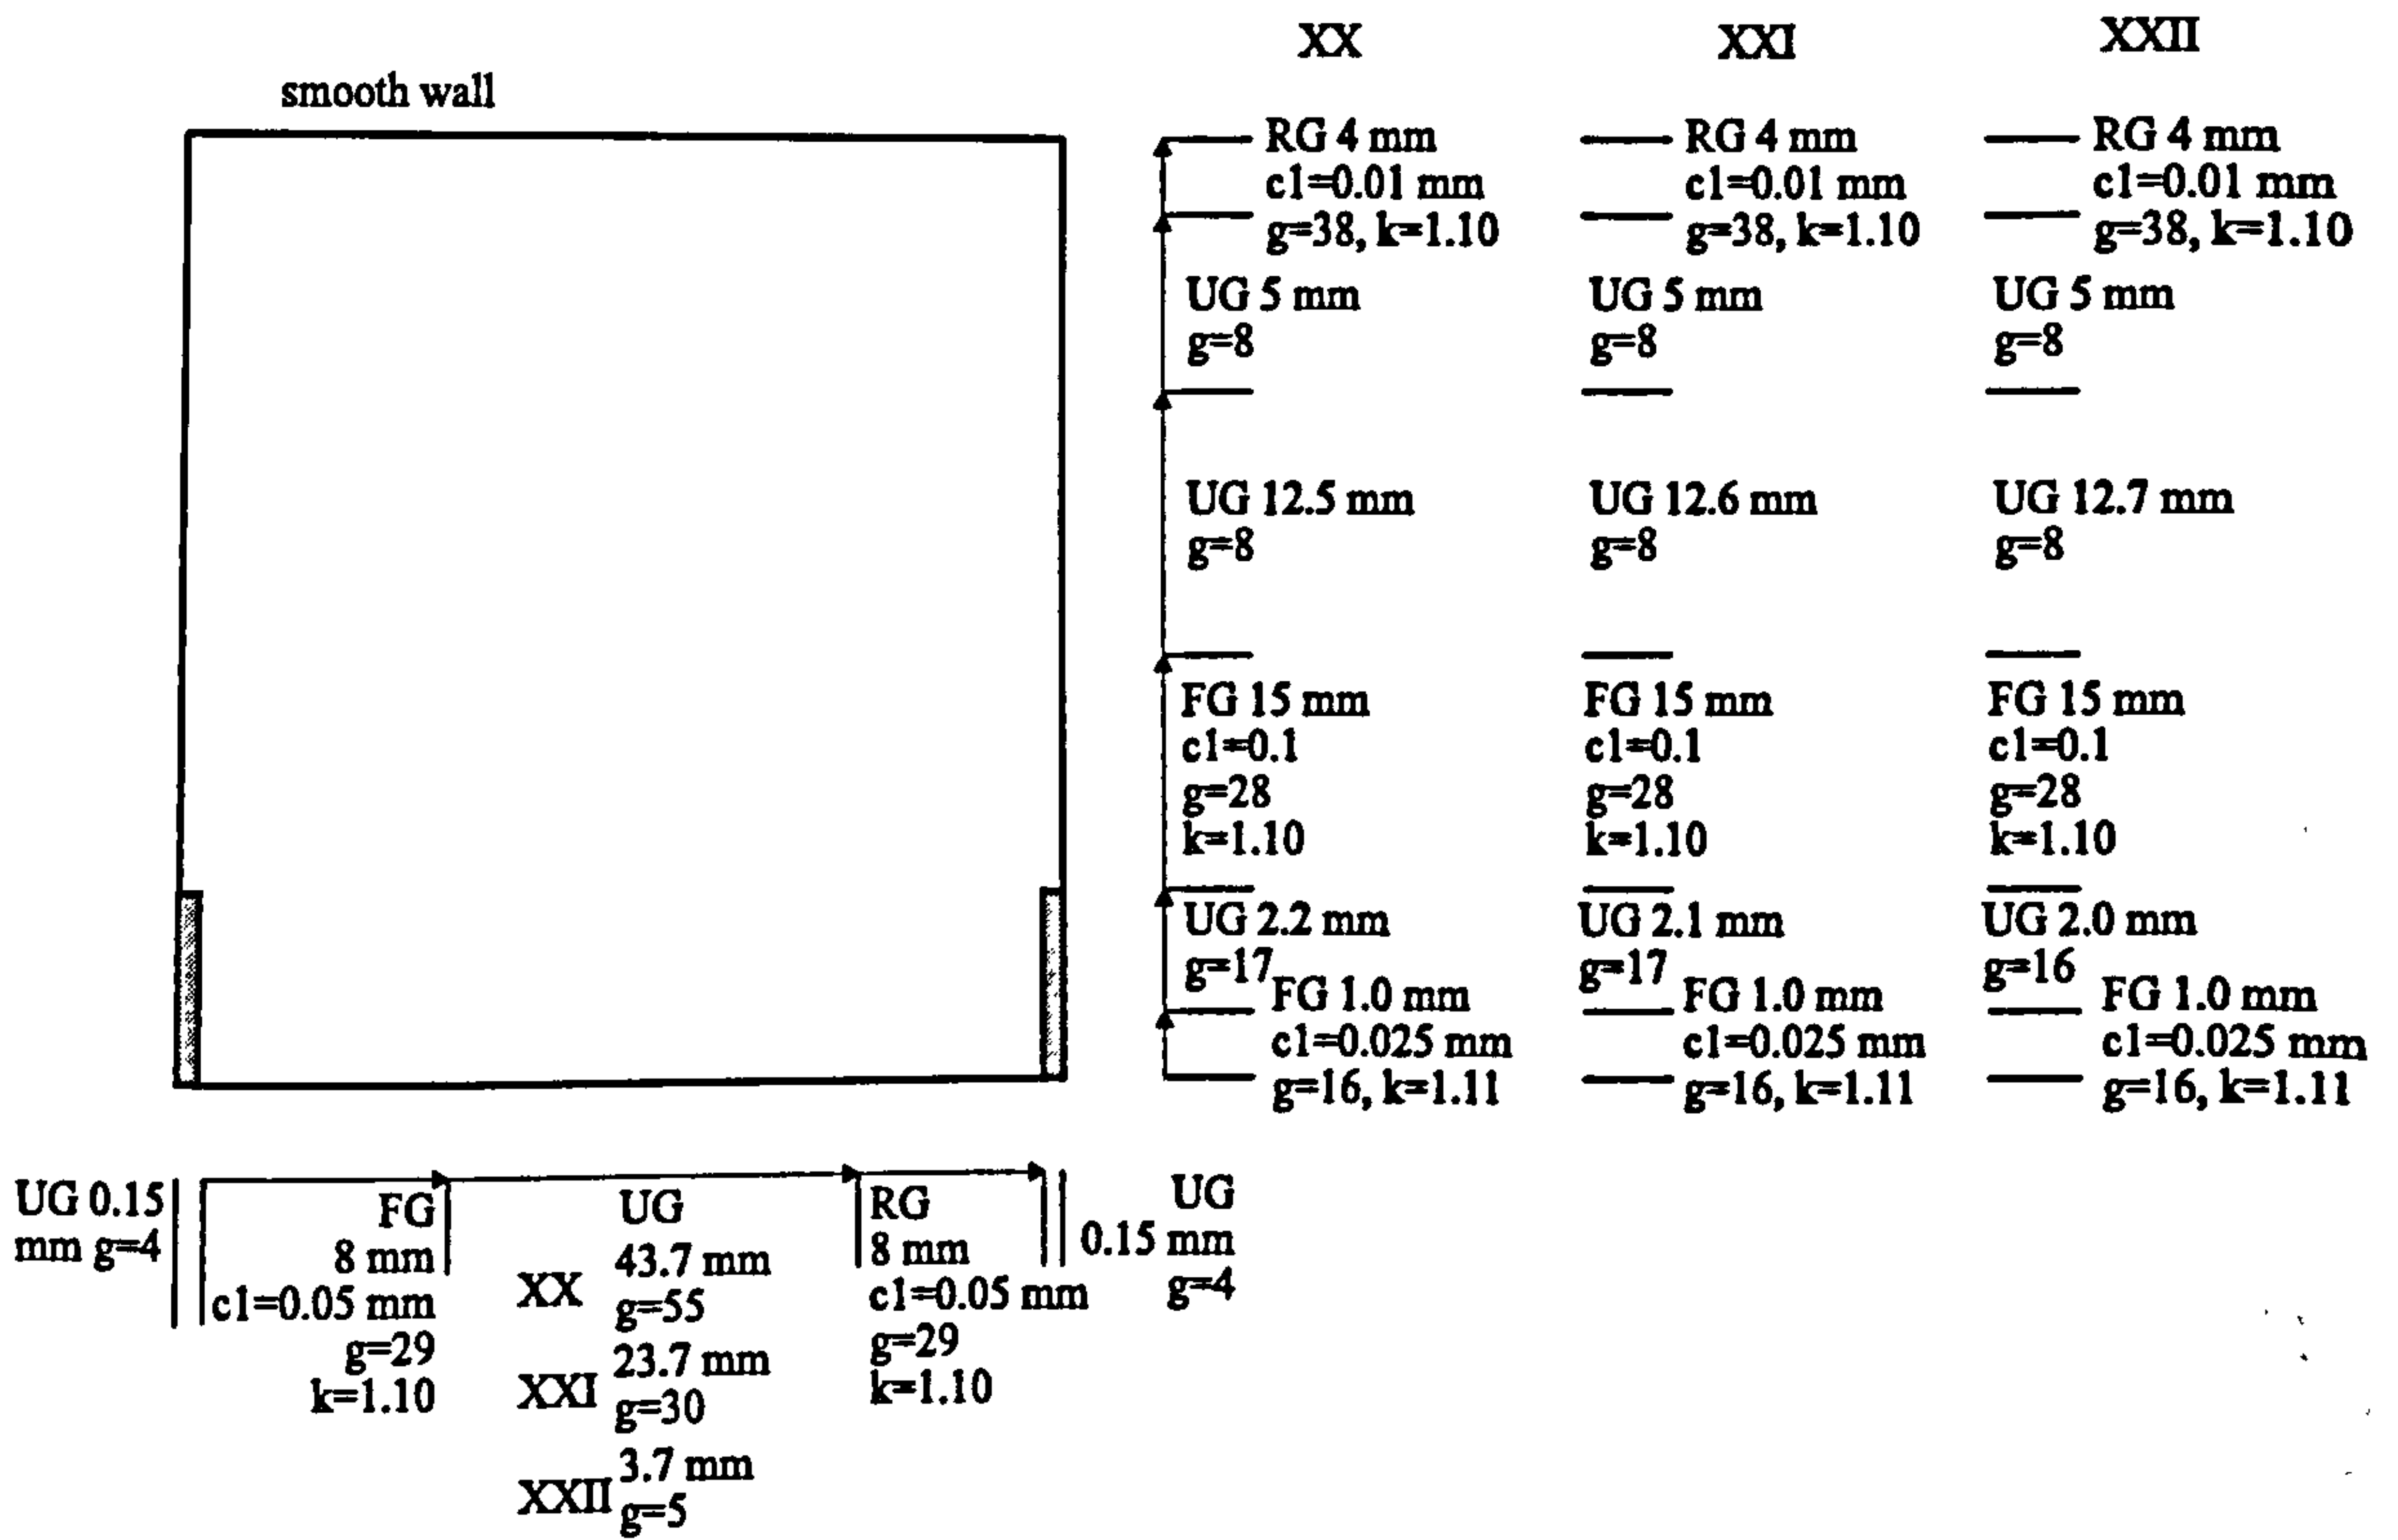 XX
XXI
XXII
smooth wall
RG 4 mm
c1=0.01 mm
g=38, k=1.10
RG 4 mm
c1=0.01 mm
g=38, k=1.10
RG 4 mm
c1=0.01 mm
g=38, k=1.10
UG 5 mm
g=8
UG 5 mm
g=8
UG 5 mm
g=8
UG 12.5 mm
g=8
UG 12.6 mm
g=8
UG 12.7 mm
g=8
FG 15 mm
c1=0.1
g=28
k=1.10
FG 15 mm
c1=0.1
g=28
k=1.10
FG 15 mm
c1=0.1
g=28
k=1.10
UG 2.2 mm
g=17
UG 2.1 mm
g=17
UG 2.0 mm
g=16
FG 1.0 mm
c1=0.025 mm
g=16, k=1.11
FG 1.0 mm
c1=0.025 mm
g=16, k=1.11
FG 1.0 mm
c1=0.025 mm
g=16, k=1.11
UG 0.15
mm g=4
FG
8 mm
c1=0.05 mm
g=29
k=1.10
UG
XX
43.7 mm
g=55
XXI
23.7 mm
g=30
XXII
3.7 mm
g=5
RG
8 mm
c1=0.05 mm
g=29
k=1.10
UG
0.15 mm
g=4